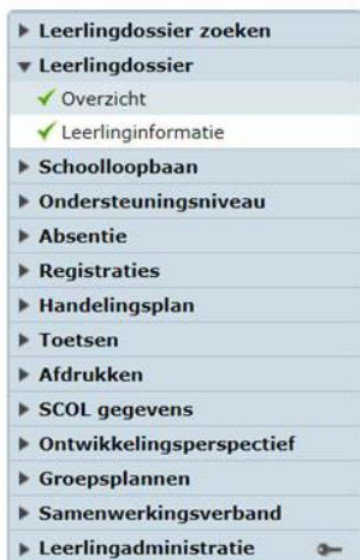 Leerlingdossier zoeken
Leerlingdossier
Overzicht
Leerlinginformatie
Schoolloopbaan
Ondersteuningsniveau
Absentie
Registraties
Handelingsplan
Toetsen
Afdrukken
SCOL gegevens
Ontwikkelingsperspectief
Groepsplannen
Samenwerkingsverband
Leerlingadministratie